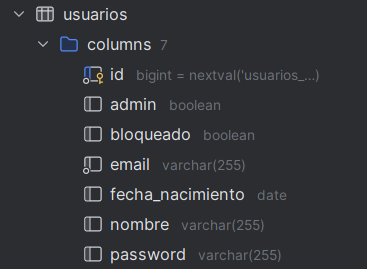 usuarios
columns 7
id bigint = nextval('usuarios_...)
admin boolean
bloqueado boolean
email varchar(255)
fecha_nacimiento date
nombre varchar(255)
password varchar(255)